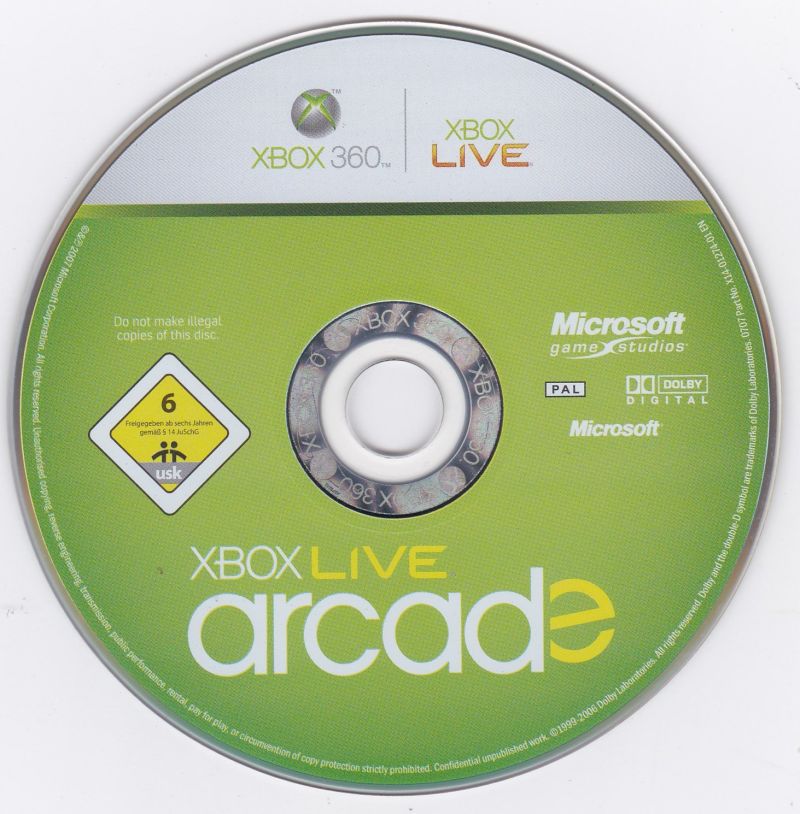 XBOX 360™
XBOX
LIVE
©&℗ 2007 Microsoft Corporation. All rights reserved. Unauthorised copying, reverse engineering, transmission, public performance, rental, pay for play, or circumvention of copy protection strictly prohibited. Confidential unpublished work. ©1999-2006 Dolby Laboratories. All rights reserved. Dolby and the double-D symbol are trademarks of Dolby Laboratories. 0707 Part No. X14-01274-01 EN
Do not make illegal
copies of this disc.
6
Freigegeben ab sechs Jahren
gemäß § 14 JuSchG
usk
XBOX 360
Microsoft
game studios
PAL
DOLBY
DIGITAL
Microsoft
XBOX LIVE
arcade